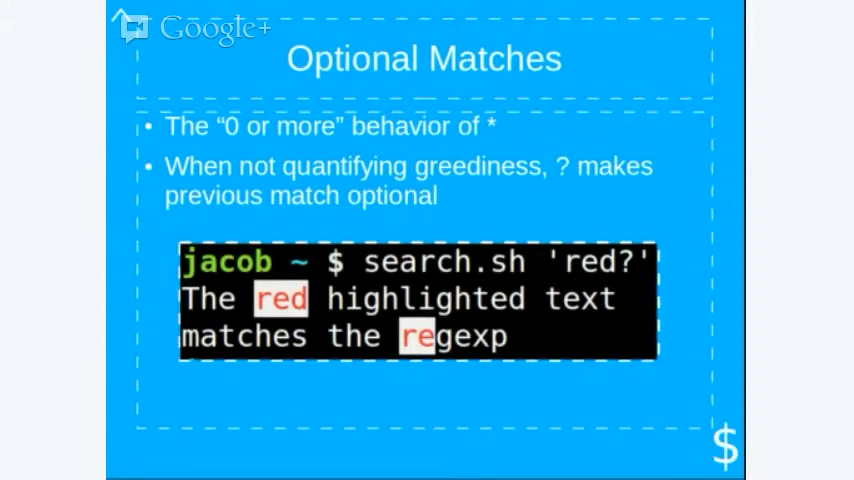 Google+
Optional Matches
• The “0 or more” behavior of *
• When not quantifying greediness, ? makes
previous match optional
jacob ~ $ search.sh 'red?'
The red highlighted text
matches the regexp
$